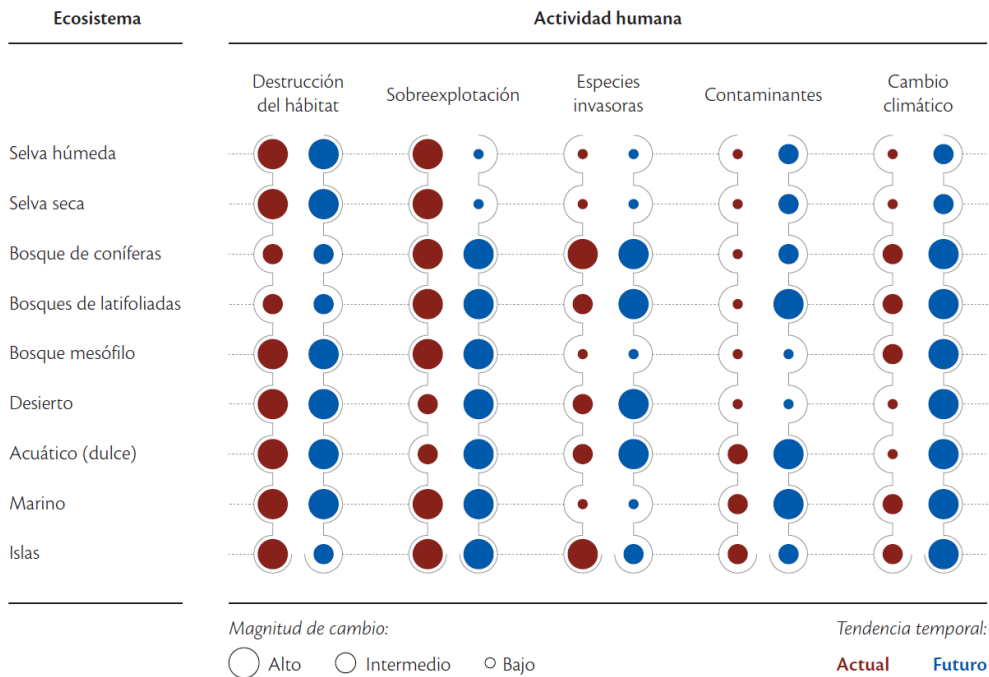 Ecosistema
Actividad humana
Destrucción
del hábitat
Sobreexplotación
Especies
invasoras
Contaminantes
Cambio
climático
Selva húmeda
Selva seca
Bosque de coníferas
Bosques de latifoliadas
Bosque mesófilo
Desierto
Acuático (dulce)
Marino
Islas
Magnitud de cambio:
Alto
Intermedio
Bajo
Tendencia temporal:
Actual
Futuro